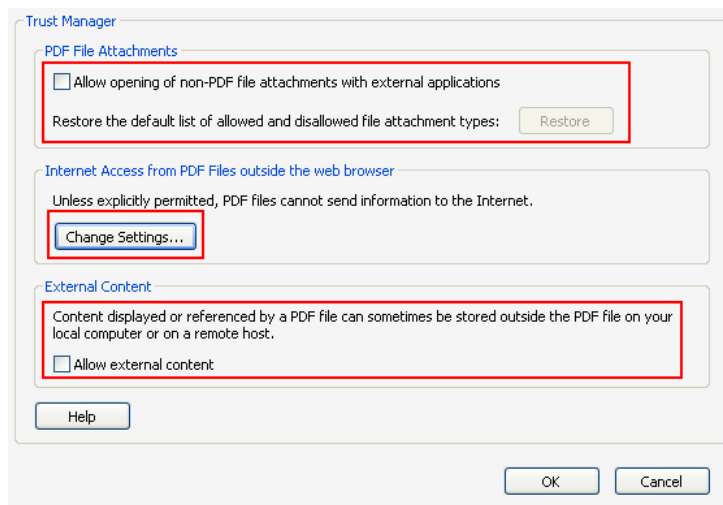 Trust Manager
PDF File Attachments
Allow opening of non-PDF file attachments with external applications
Restore the default list of allowed and disallowed file attachment types: Restore
Internet Access from PDF Files outside the web browser
Unless explicitly permitted, PDF files cannot send information to the Internet.
Change Settings...
External Content
Content displayed or referenced by a PDF file can sometimes be stored outside the PDF file on your
local computer or on a remote host.
Allow external content
Help
OK Cancel